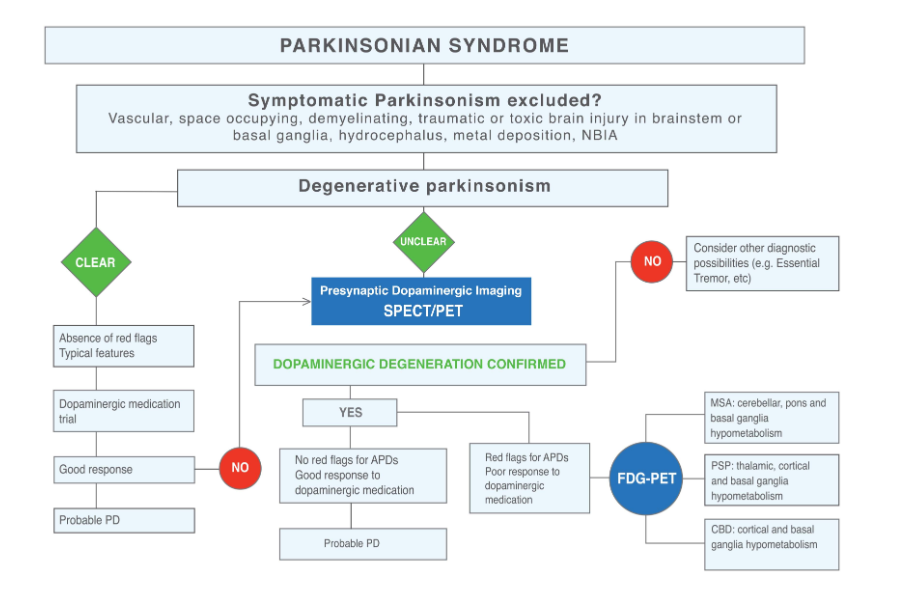 PARKINSONIAN SYNDROME
Symptomatic Parkinsonism excluded?
Vascular, space occupying, demyelinating, traumatic or toxic brain injury in brainstem or
basal ganglia, hydrocephalus, metal deposition, NBIA
Degenerative parkinsonism
CLEAR
UNCLEAR
NO
Consider other diagnostic
possibilities (e.g. Essential
Tremor, etc)
Presynaptic Dopaminergic Imaging
SPECT/PET
Absence of red flags
Typical features
DOPAMINERGIC DEGENERATION CONFIRMED
Dopaminergic medication
trial
YES
Good response
NO
No red flags for APDs
Good response to
dopaminergic medication
Red flags for APDs
Poor response to
dopaminergic
medication
FDG-PET
MSA: cerebellar, pons and
basal ganglia
hypometabolism
PSP: thalamic, cortical
and basal ganglia
hypometabolism
CBD: cortical and basal
ganglia hypometabolism
Probable PD
Probable PD